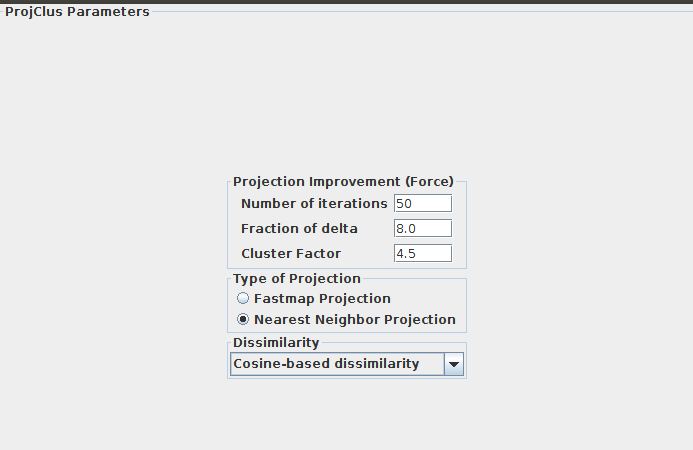 ProjClus Parameters
Projection Improvement (Force)
Number of iterations 50
Fraction of delta 8.0
Cluster Factor 4.5
Type of Projection
Fastmap Projection
Nearest Neighbor Projection
Dissimilarity
Cosine-based dissimilarity